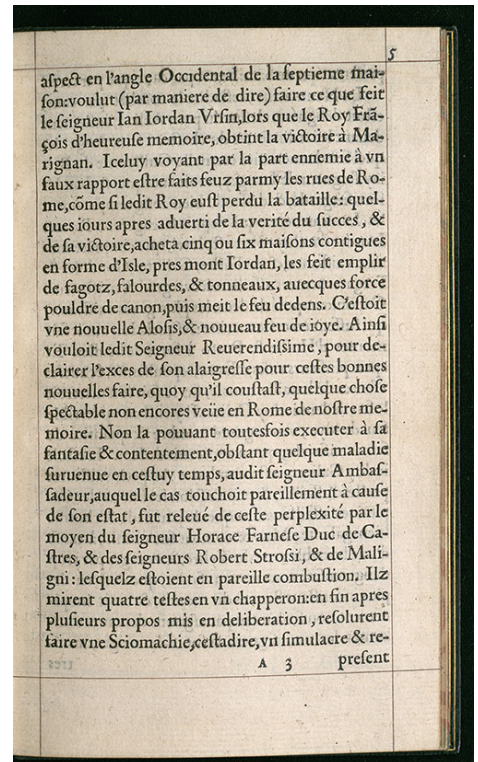 5
aſpect en l'angle Occidental de la ſeptieme mai-
ſon:voulut (par maniere de dire) faire ce que feit
le ſeigneur Ian Iordan Vrſin,lors que le Roy Frā-
çois d'heureuſe memoire, obtint la victoire à Ma-
rignan. Iceluy voyant par la part ennemie à vn
faux rapport eſtre faits feuz parmy les rues de Ro-
me,cōme ſi ledit Roy euſt perdu la bataille: quel-
ques iours apres aduerti de la verité du ſucces, &
de ſa victoire,acheta cinq ou ſix maiſons contigues
en forme d'Iſle, pres mont Iordan, les feit emplir
de fagotz, falourdes, & tonneaux, auecques force
pouldre de canon,puis meit le feu dedens. C'eſtoit
vne nouuelle Aloſis,& nouueau feu de ioye. Ainſi
vouloit ledit Seigneur Reuerendiſſime, pour de-
clairer l'exces de ſon alaigreſſe pour ceſtes bonnes
nouuelles faire, quoy qu'il couſtaſt, quelque choſe
ſpectable non encores veüe en Rome de noſtre me-
moire. Non la pouuant toutesfois executer à ſa
fantaſie & contentement,obſtant quelque maladie
ſuruenue en ceſtuy temps, audit ſeigneur Ambaſ-
ſadeur,auquel le cas touchoit pareillement à cauſe
de ſon eſtat, fut releué de ceſte perplexité par le
moyen du ſeigneur Horace Farneſe Duc de Ca-
ſtres, & des ſeigneurs Robert Stroſſi, & de Mali-
gni: leſquelz eſtoient en pareille combuſtion. Ilz
mirent quatre teſtes en vn chapperon:en fin apres
pluſieurs propos mis en deliberation, reſolurent
faire vne Sciomachie,ceſtadire,vn ſimulacre & re-
A 3 preſent